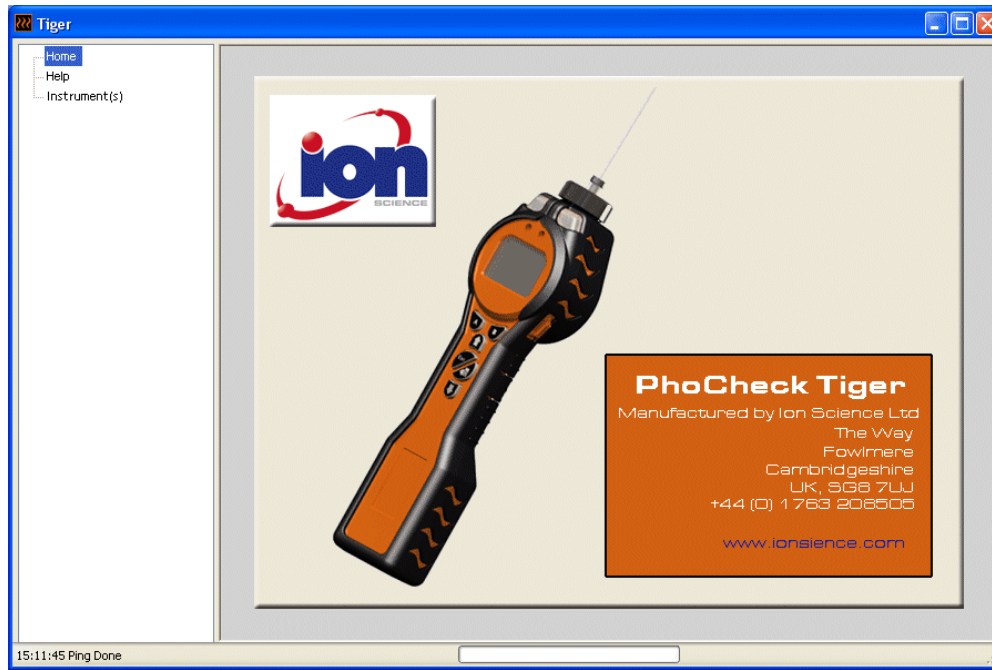 Tiger
Home
Help
Instrument(s)
ion
SCIENCE
PhoCheck Tiger
Manufactured by Ion Science Ltd
The Way
Fowlmere
Cambridgeshire
UK, SG8 7UJ
+44 (0) 1763 208505
www.ionsience.com
15:11:45 Ping Done